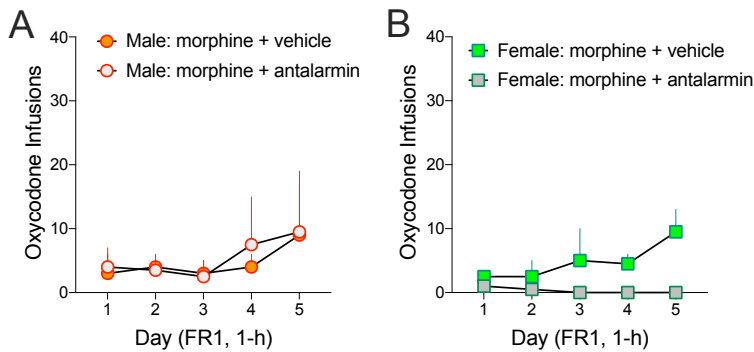 A
Male: morphine + vehicle
Male: morphine + antalarmin
Oxycodone Infusions
40
30
20
10
0
1 2 3 4 5
Day (FR1, 1-h)
B
Female: morphine + vehicle
Female: morphine + antalarmin
Oxycodone Infusions
40
30
20
10
0
1 2 3 4 5
Day (FR1, 1-h)